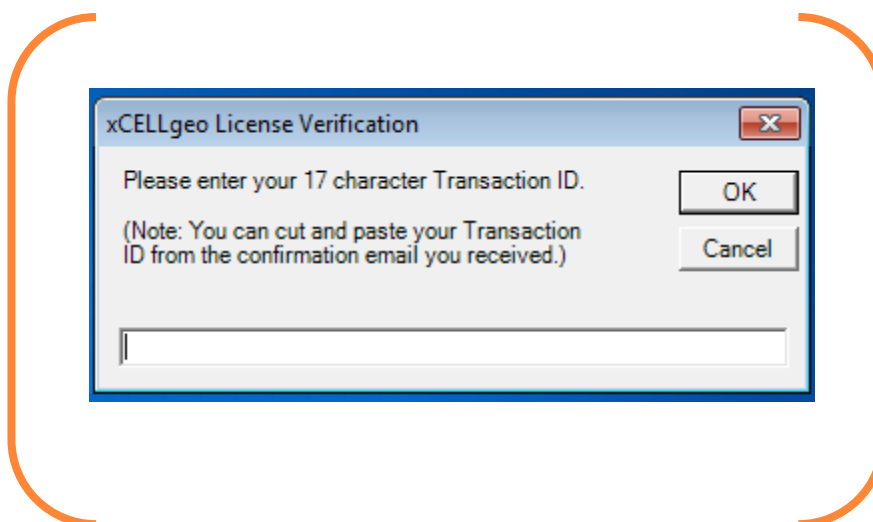 xCELLgeo License Verification
Please enter your 17 character Transaction ID.
OK
(Note: You can cut and paste your Transaction
ID from the confirmation email you received.)
Cancel